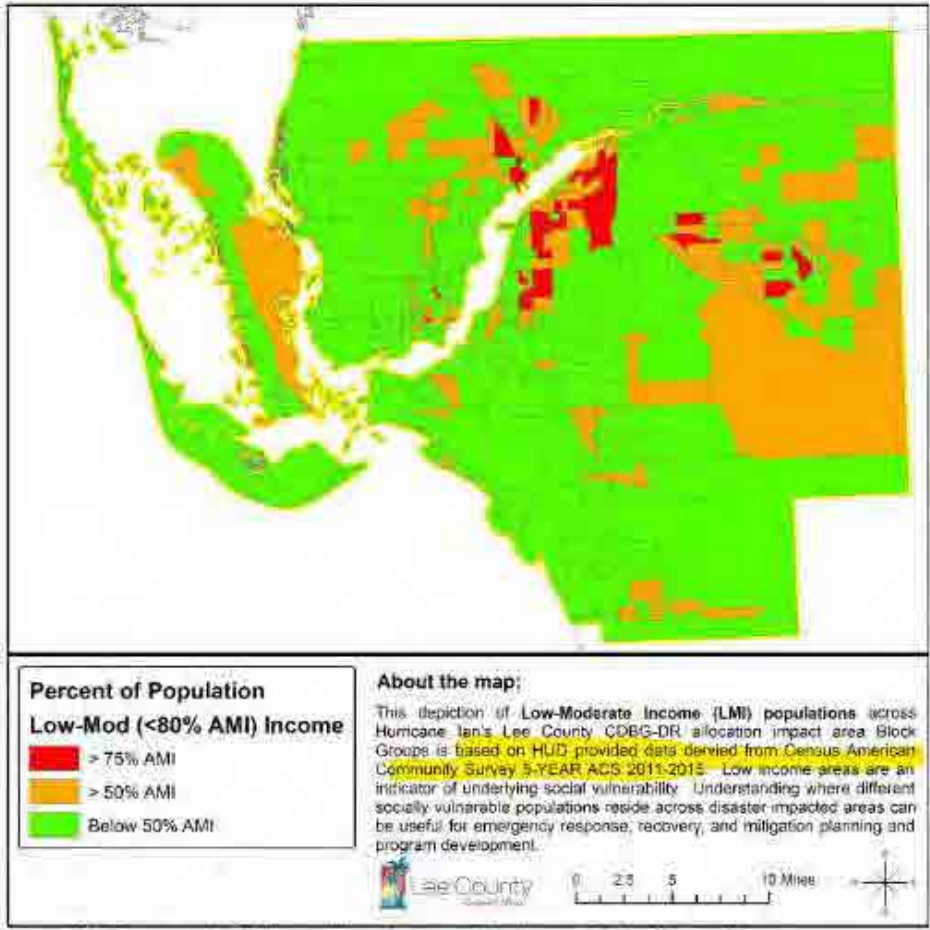 Percent of Population
Low-Mod (<80% AMI) Income
> 75% AMI
> 50% AMI
Below 50% AMI
About the map:
This depiction of Low-Moderate Income (LMI) populations across
Hurricane Ian's Lee County CDBG-DR allocation impact area Block
Groups is based on HUD provided data derived from Census American
Community Survey 5-YEAR ACS 2011-2015. Low income areas are an
indicator of underlying social vulnerability. Understanding where different
socially vulnerable populations reside across disaster impacted areas can
be useful for emergency response, recovery, and mitigation planning and
program development.
Lee County
0 2.5 5 10 Miles